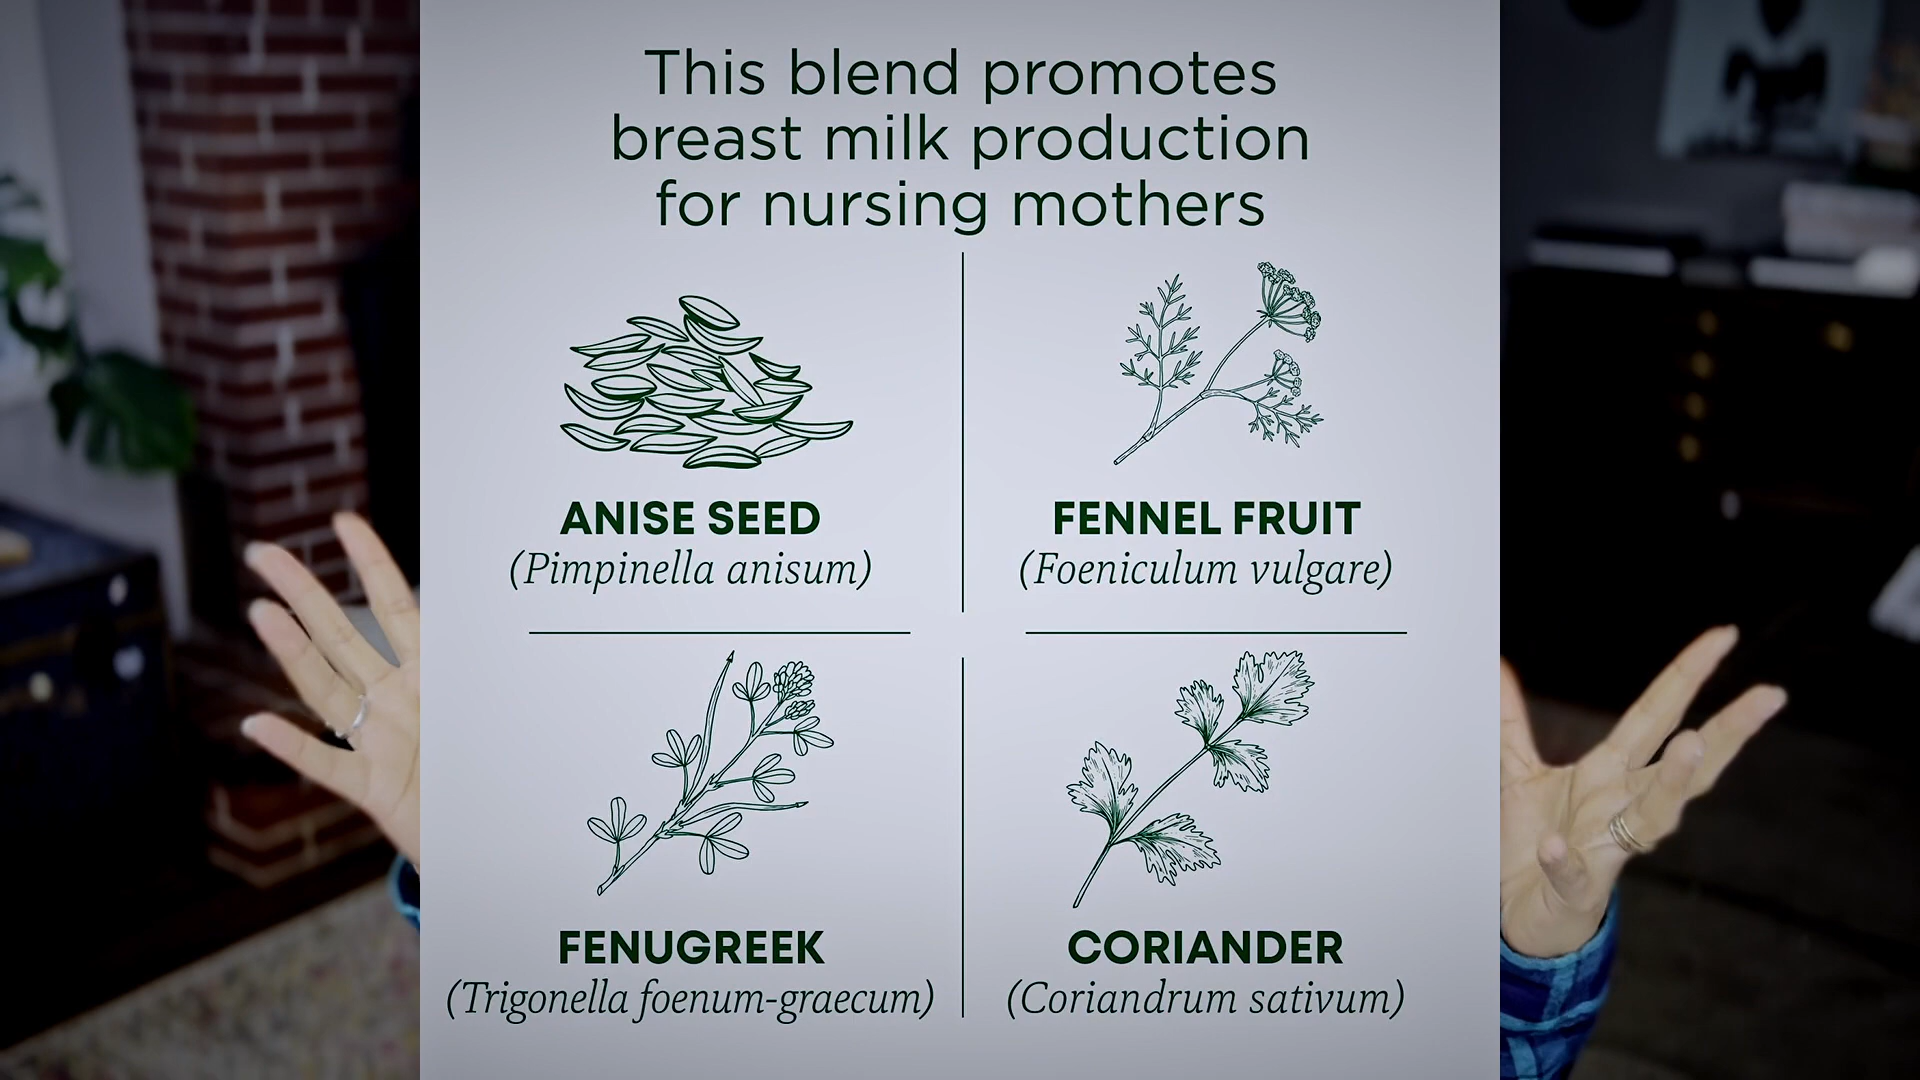 This blend promotes
breast milk production
for nursing mothers
ANISE SEED
(Pimpinella anisum)
FENNEL FRUIT
(Foeniculum vulgare)
FENUGREEK
(Trigonella foenum-graecum)
CORIANDER
(Coriandrum sativum)